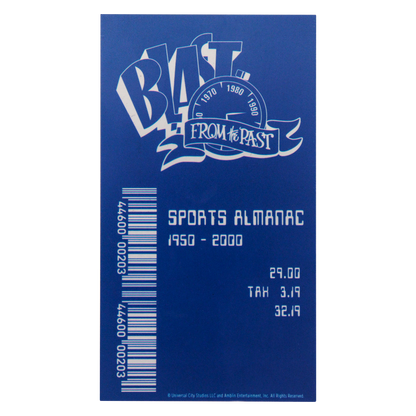 BLAST
1970 1980 1990
FROM the PAST
SPORTS ALMANAC
1950 - 2000
29.00
TAX 3.19
32.19
44600 00203
44600 00203
© Universal City Studios LLC and Amblin Entertainment, Inc. All Rights Reserved.